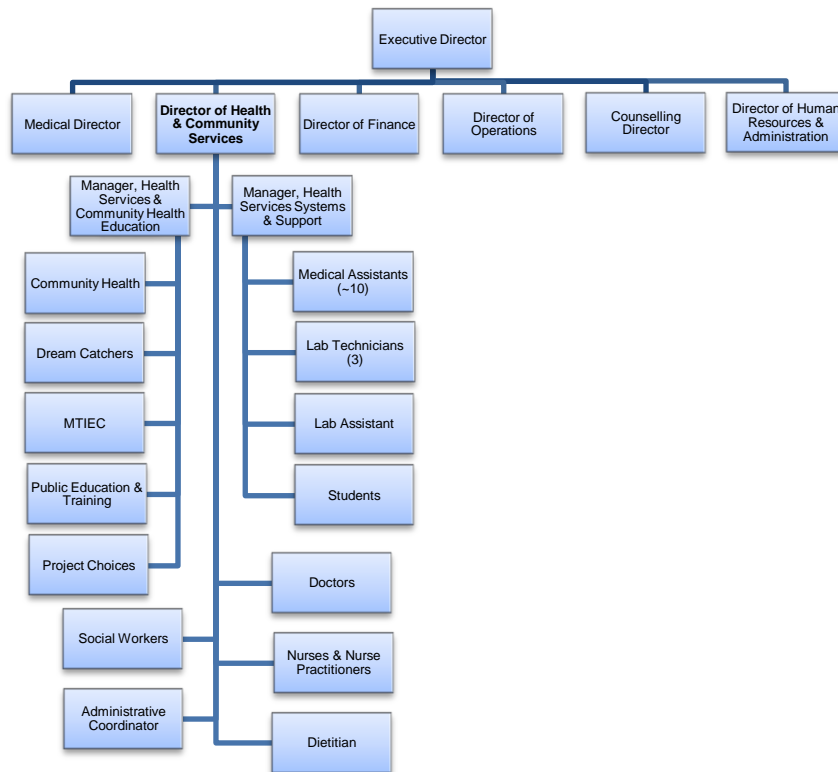 Executive Director
Medical Director
Director of Health
& Community
Services
Director of Finance
Director of
Operations
Counselling
Director
Director of Human
Resources &
Administration
Manager, Health
Services &
Community Health
Education
Manager, Health
Services Systems
& Support
Community Health
Dream Catchers
MTIEC
Public Education &
Training
Project Choices
Medical Assistants
(~10)
Lab Technicians
(3)
Lab Assistant
Students
Doctors
Social Workers
Nurses & Nurse
Practitioners
Administrative
Coordinator
Dietitian